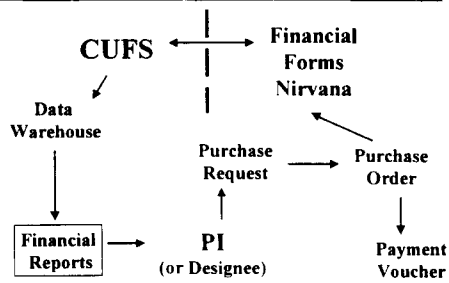 CUFS
Financial
Forms
Nirvana
Data
Warehouse
Purchase
Request
Purchase
Order
Financial
Reports
PI
(or Designee)
Payment
Voucher